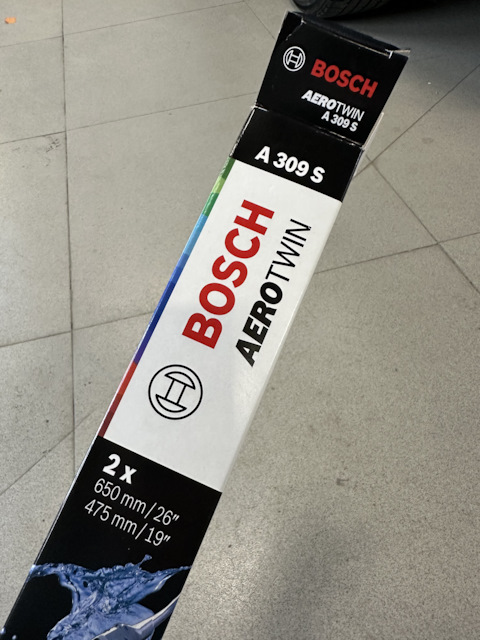 BOSCH
AEROTWIN
A 309 S
A 309 S
BOSCH
AEROTWIN
2 x
650 mm / 26"
475 mm / 19"